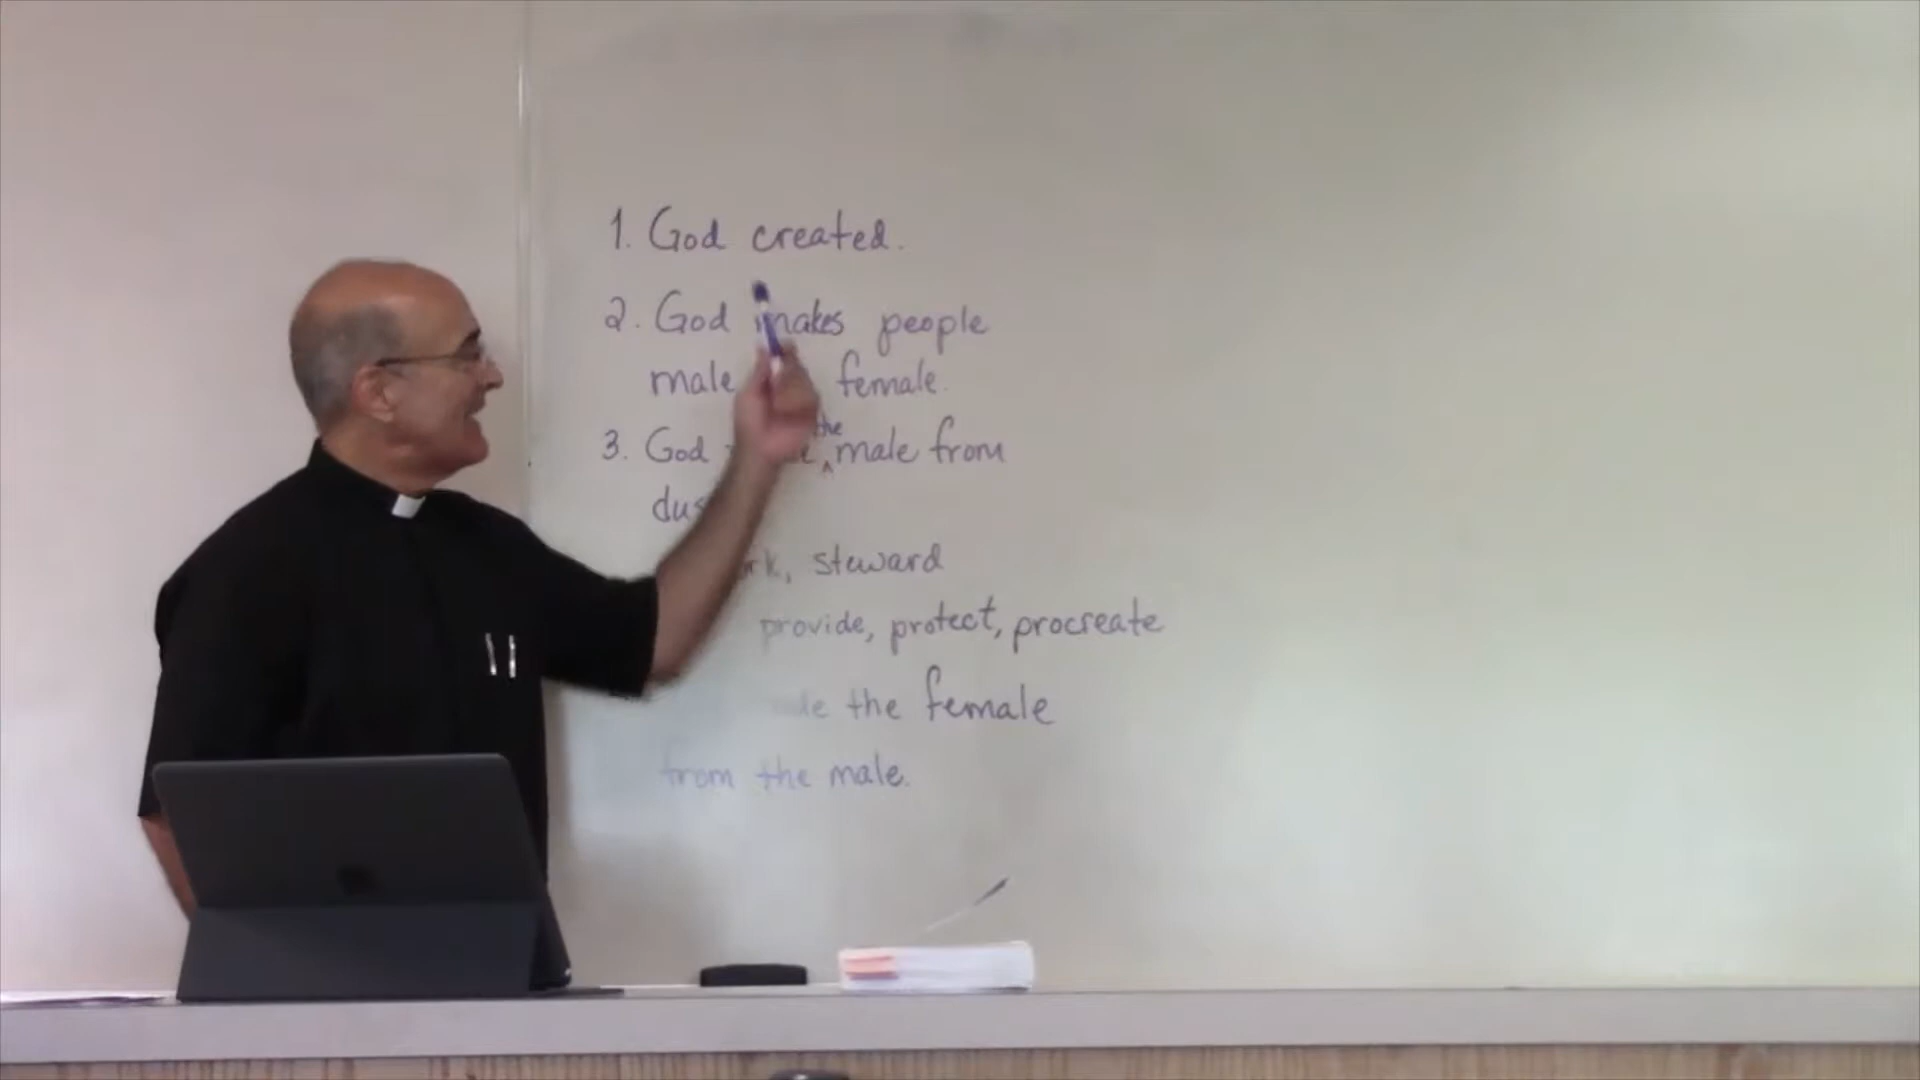 1. God created.
2. God makes people
male female.
3. God the male from
steward
provide, protect, procreate
the female
from the male.